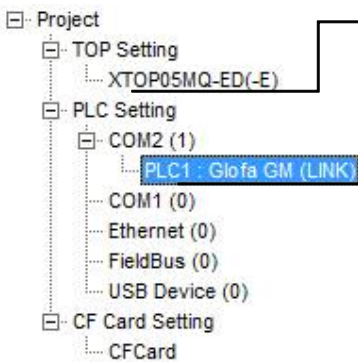 Project
TOP Setting
XTOP05MQ-ED(-E)
PLC Setting
COM2 (1)
PLC1 : Glofa GM (LINK)
COM1 (0)
Ethernet (0)
FieldBus (0)
USB Device (0)
CF Card Setting
CFCard